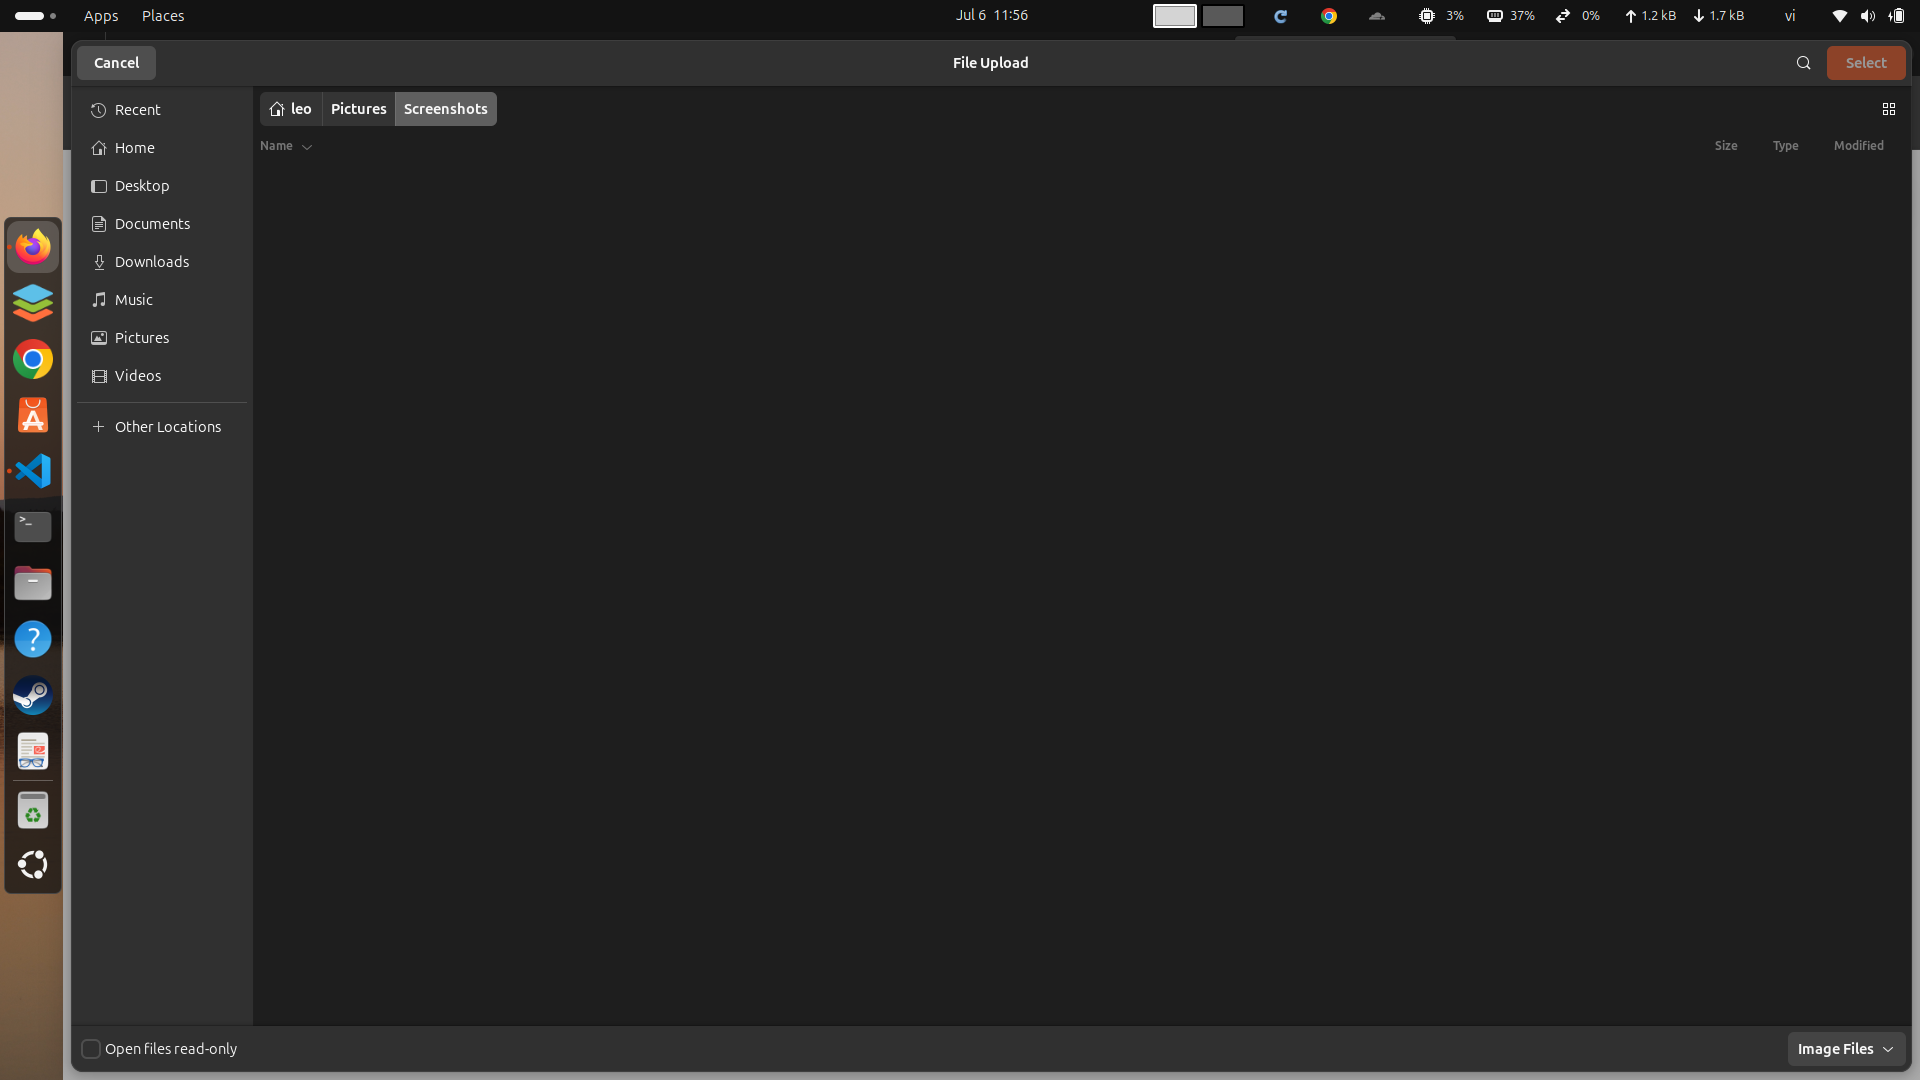 Apps Places Jul 6 11:56 3% 37% 0% 1.2 kB 1.7 kB vi
Cancel File Upload Select
Recent
Home
Desktop
Documents
Downloads
Music
Pictures
Videos
Other Locations
leo Pictures Screenshots
Name Size Type Modified
Open files read-only Image Files